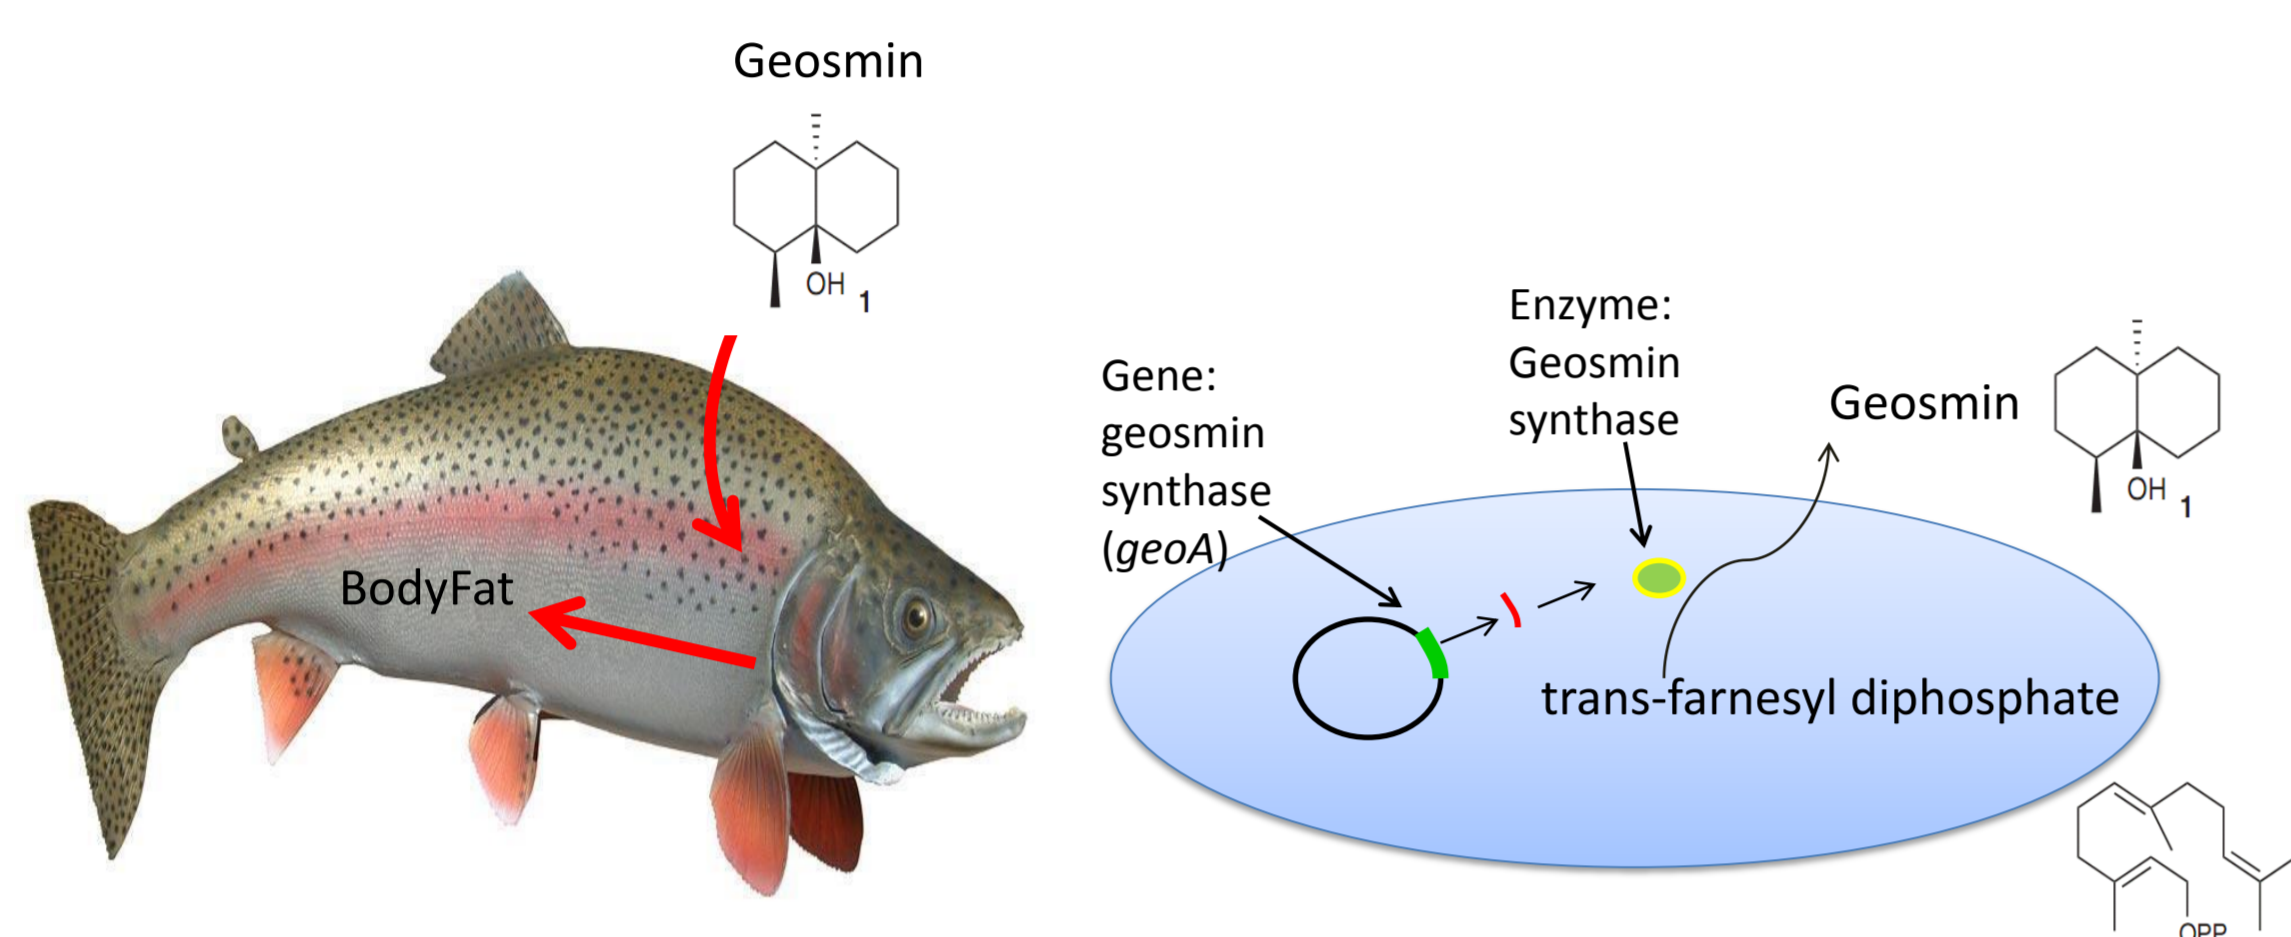 Geosmin
OH 1
BodyFat
Gene:
geosmin
synthase
(geoA)
Enzyme:
Geosmin
synthase
Geosmin
OH 1
trans-farnesyl diphosphate
OPP